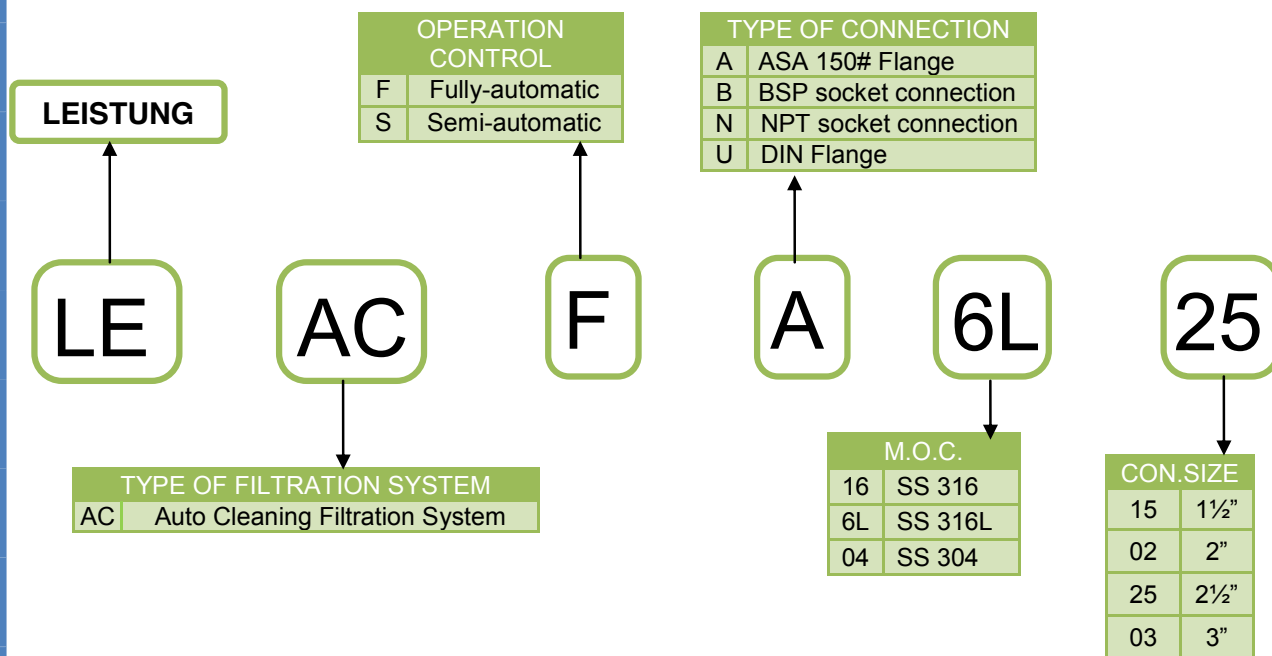 OPERATION
CONTROL
F Fully-automatic
S Semi-automatic
TYPE OF CONNECTION
A ASA 150# Flange
B BSP socket connection
N NPT socket connection
U DIN Flange
LEISTUNG
LE AC F A 6L 25
TYPE OF FILTRATION SYSTEM
AC Auto Cleaning Filtration System
M.O.C.
16 SS 316
6L SS 316L
04 SS 304
CON.SIZE
15 1½”
02 2”
25 2½”
03 3”